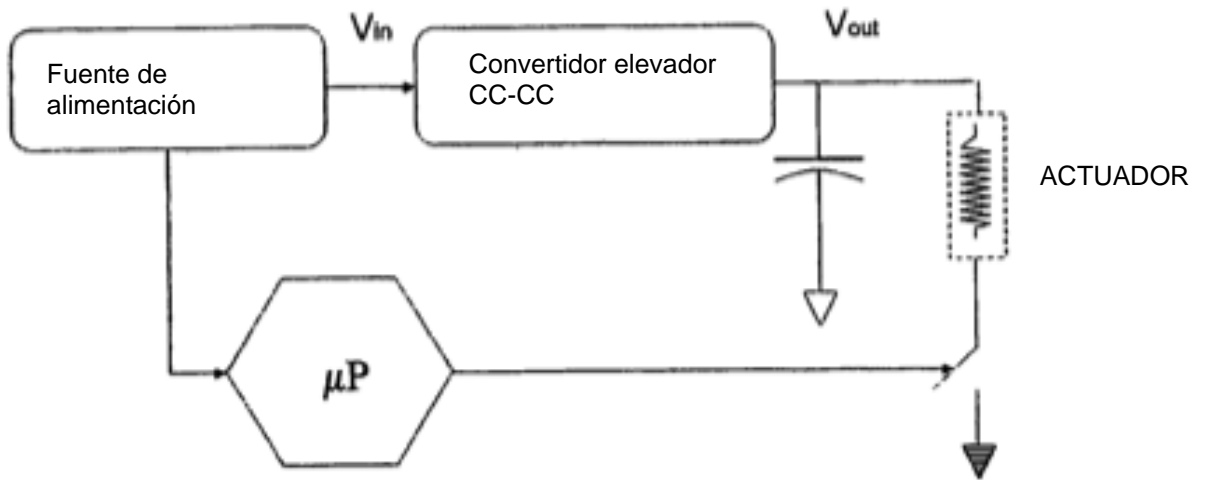 Vin
Vout
Fuente de
alimentación
Convertidor elevador
CC-CC
ACTUADOR
μP